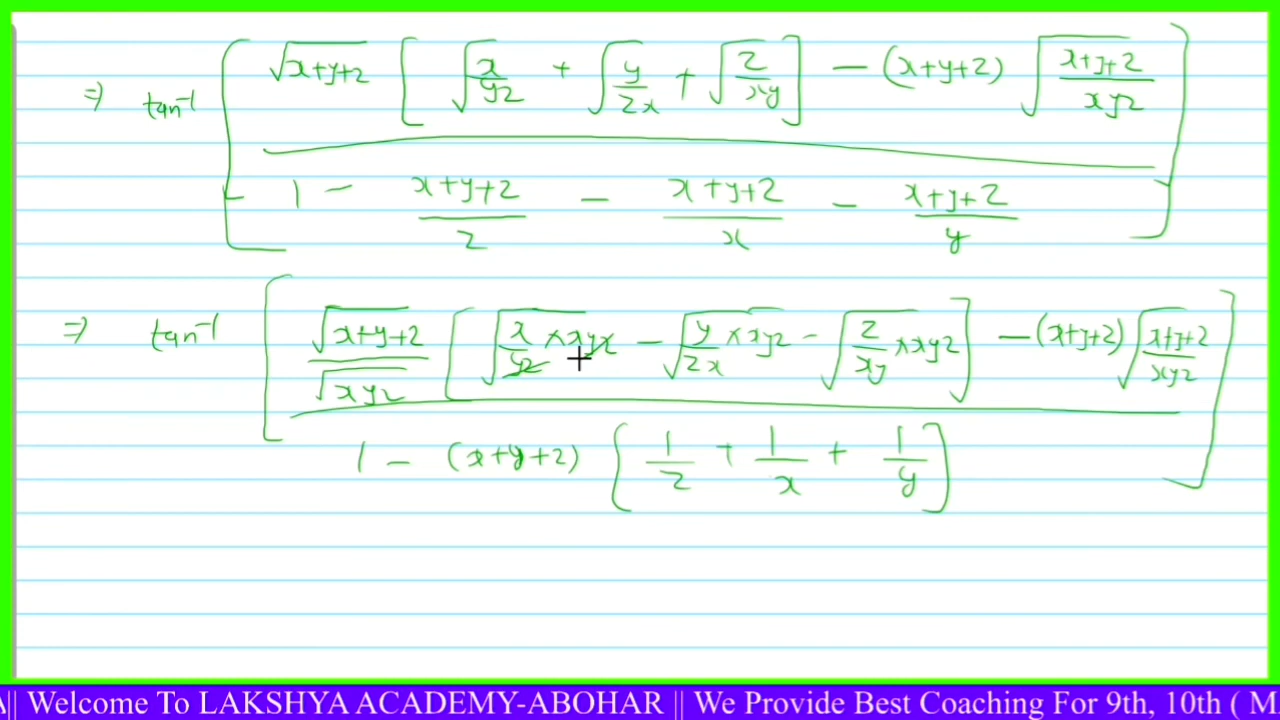 ⇒ tan⁻¹ [ ( √(x+y+z) [ √(x/yz) + √(y/zx) + √(z/xy) ] − (x+y+z) √((x+y+z)/xyz) ) / ( 1 − (x+y+z)/z − (x+y+z)/x − (x+y+z)/y ) ]
⇒ tan⁻¹ [ ( √(x+y+z)/√(xyz) [ √(x/yz × xyz) − √(y/zx × xyz) − √(z/xy × xyz) ] − (x+y+z) √((x+y+z)/xyz) ) / ( 1 − (x+y+z) [ 1/z + 1/x + 1/y ] ) ]
|| Welcome To LAKSHYA ACADEMY-ABOHAR || We Provide Best Coaching For 9th, 10th (